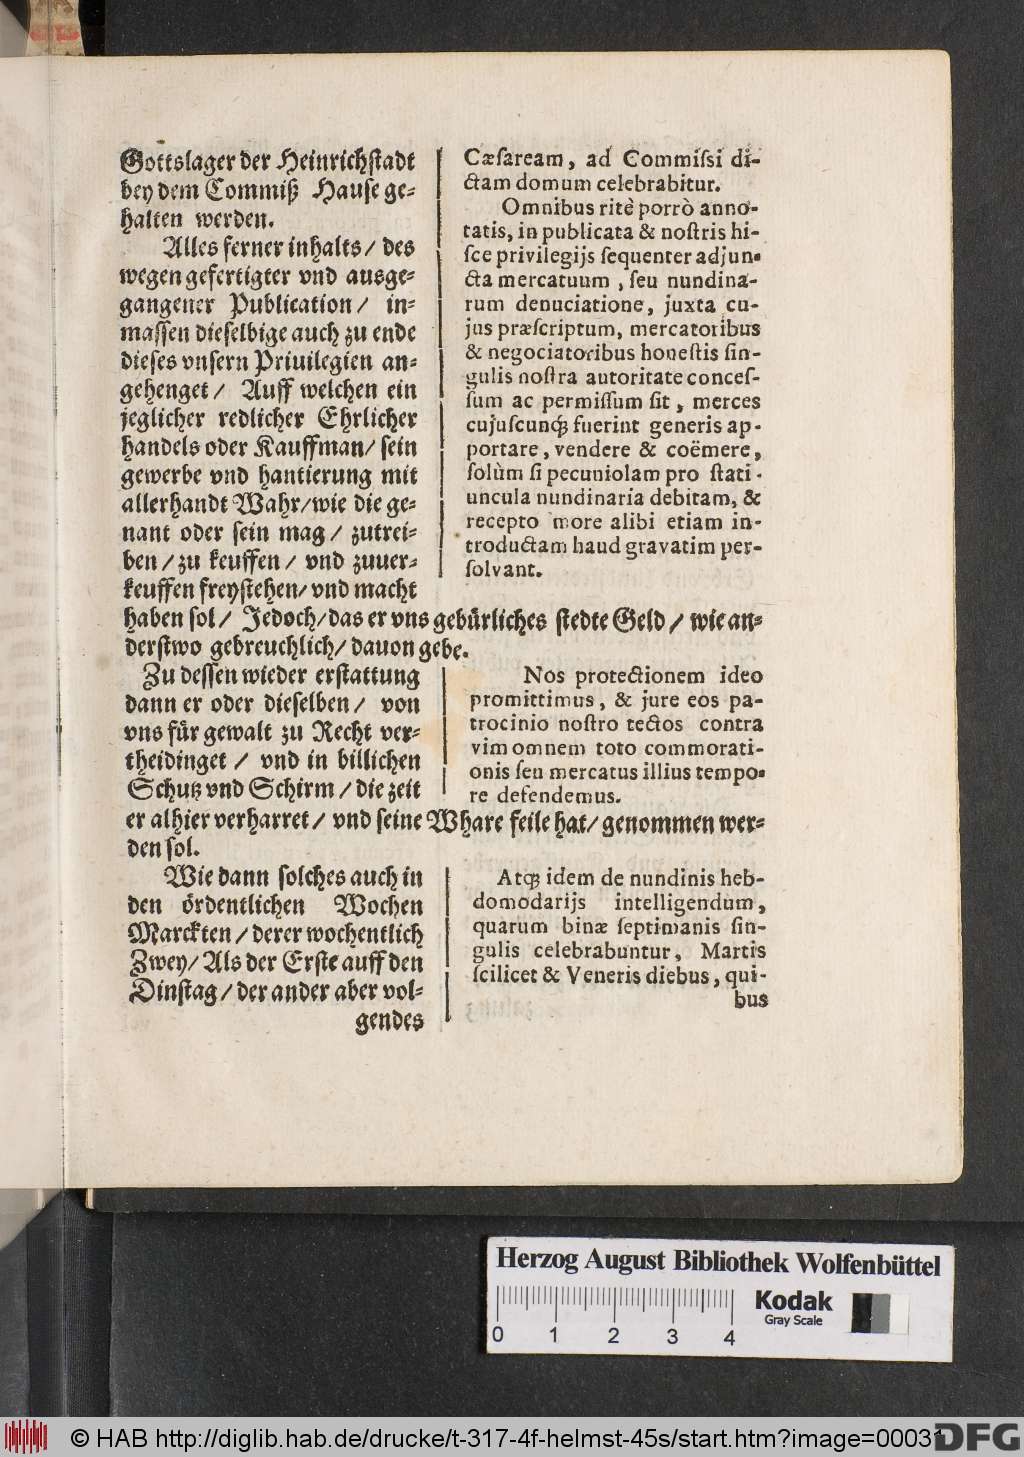 Gottslager der Heinrichstadt
bey dem Commiß Hause ge-
halten werden.
Alles ferner inhalts / des
wegen gefertigter vnd ausge-
gangener Publication / in-
massen dieselbige auch zu ende
dieses vnsern Priuilegien an-
gehenget / Auff welchen ein
jeglicher redlicher Ehrlicher
handels oder Kauffman / sein
gewerbe vnd hantierung mit
allerhandt Wahr / wie die ge-
nant oder sein mag / zutrei-
ben / zu keuffen / vnd zuuer-
keuffen freystehen / vnd macht
Cæſaream, ad Commiſsi di-
ctam domum celebrabitur.
Omnibus ritè porrò anno-
tatis, in publicata & noſtris hi-
ſce privilegijs ſequenter adjun-
cta mercatuum, ſeu nundina-
rum denuciatione, juxta cu-
jus præſcriptum, mercatoribus
& negociatoribus honeſtis ſin-
gulis noſtra autoritate conceſ-
ſum ac permiſſum ſit, merces
cujuſcunq; fuerint generis ap-
portare, vendere & coëmere,
ſolùm ſi pecuniolam pro ſtati-
uncula nundinaria debitam, &
recepto more alibi etiam in-
troductam haud gravatim per-
ſolvant.
haben sol / Jedoch / das er vns gebürliches stedte Geld / wie an-
derstwo gebreuchlich / dauon gebe.
Zu dessen wieder erstattung
dann er oder dieselben / von
vns für gewalt zu Recht ver-
theidinget / vnd in billichen
Schutz vnd Schirm / die zeit
Nos protectionem ideo
promittimus, & jure eos pa-
trocinio noſtro tectos contra
vim omnem toto commorati-
onis ſeu mercatus illius tempo-
re defendemus.
er alhier verharret / vnd seine Whare feile hat / genommen wer-
den sol.
Wie dann solches auch in
den ördentlichen Wochen
Marckten / derer wochentlich
Zwey / Als der Erste auff den
Dinstag / der ander aber vol-
gendes
Atq; idem de nundinis heb-
domodarijs intelligendum,
quarum binæ ſeptimanis ſin-
gulis celebrabuntur, Martis
ſcilicet & Veneris diebus, qui-
bus
Herzog August Bibliothek Wolfenbüttel
0 1 2 3 4
Kodak
Gray Scale
© HAB http://diglib.hab.de/drucke/t-317-4f-helmst-45s/start.htm?image=00031
DFG